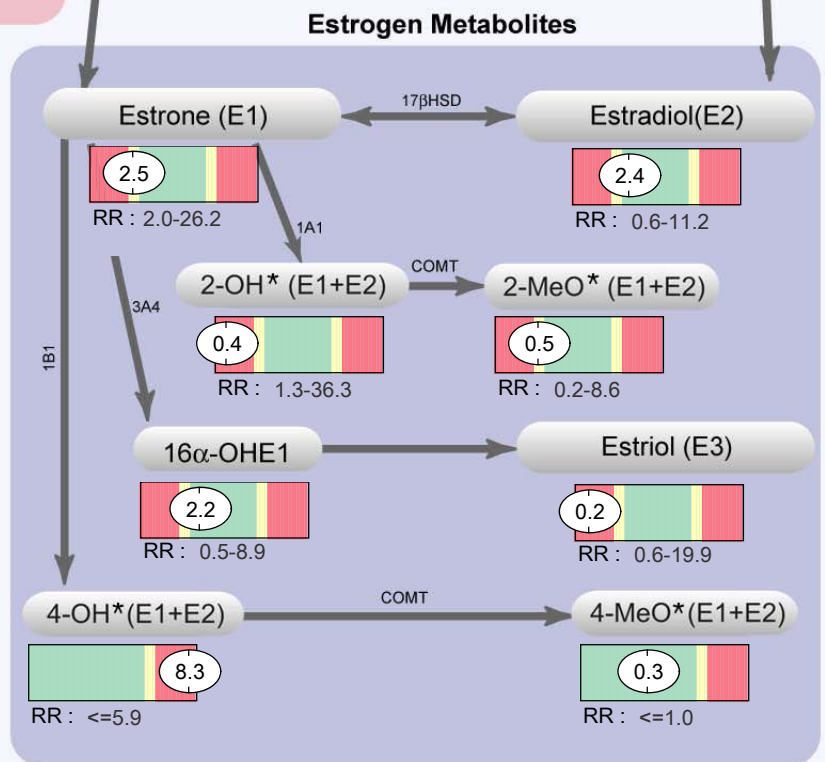 Estrogen Metabolites
Estrone (E1)
17βHSD
Estradiol(E2)
2.5
RR : 2.0-26.2
2.4
RR : 0.6-11.2
1A1
2-OH* (E1+E2)
COMT
2-MeO* (E1+E2)
3A4
0.4
RR : 1.3-36.3
0.5
RR : 0.2-8.6
1B1
16α-OHE1
Estriol (E3)
2.2
RR : 0.5-8.9
0.2
RR : 0.6-19.9
4-OH*(E1+E2)
COMT
4-MeO*(E1+E2)
8.3
RR : <=5.9
0.3
RR : <=1.0